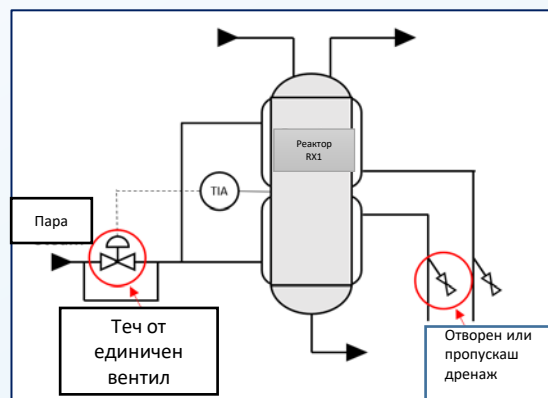 Реактор
RX1
TIA
Пара
Теч от
единичен
вентил
Отворен или
пропускаш
дренаж